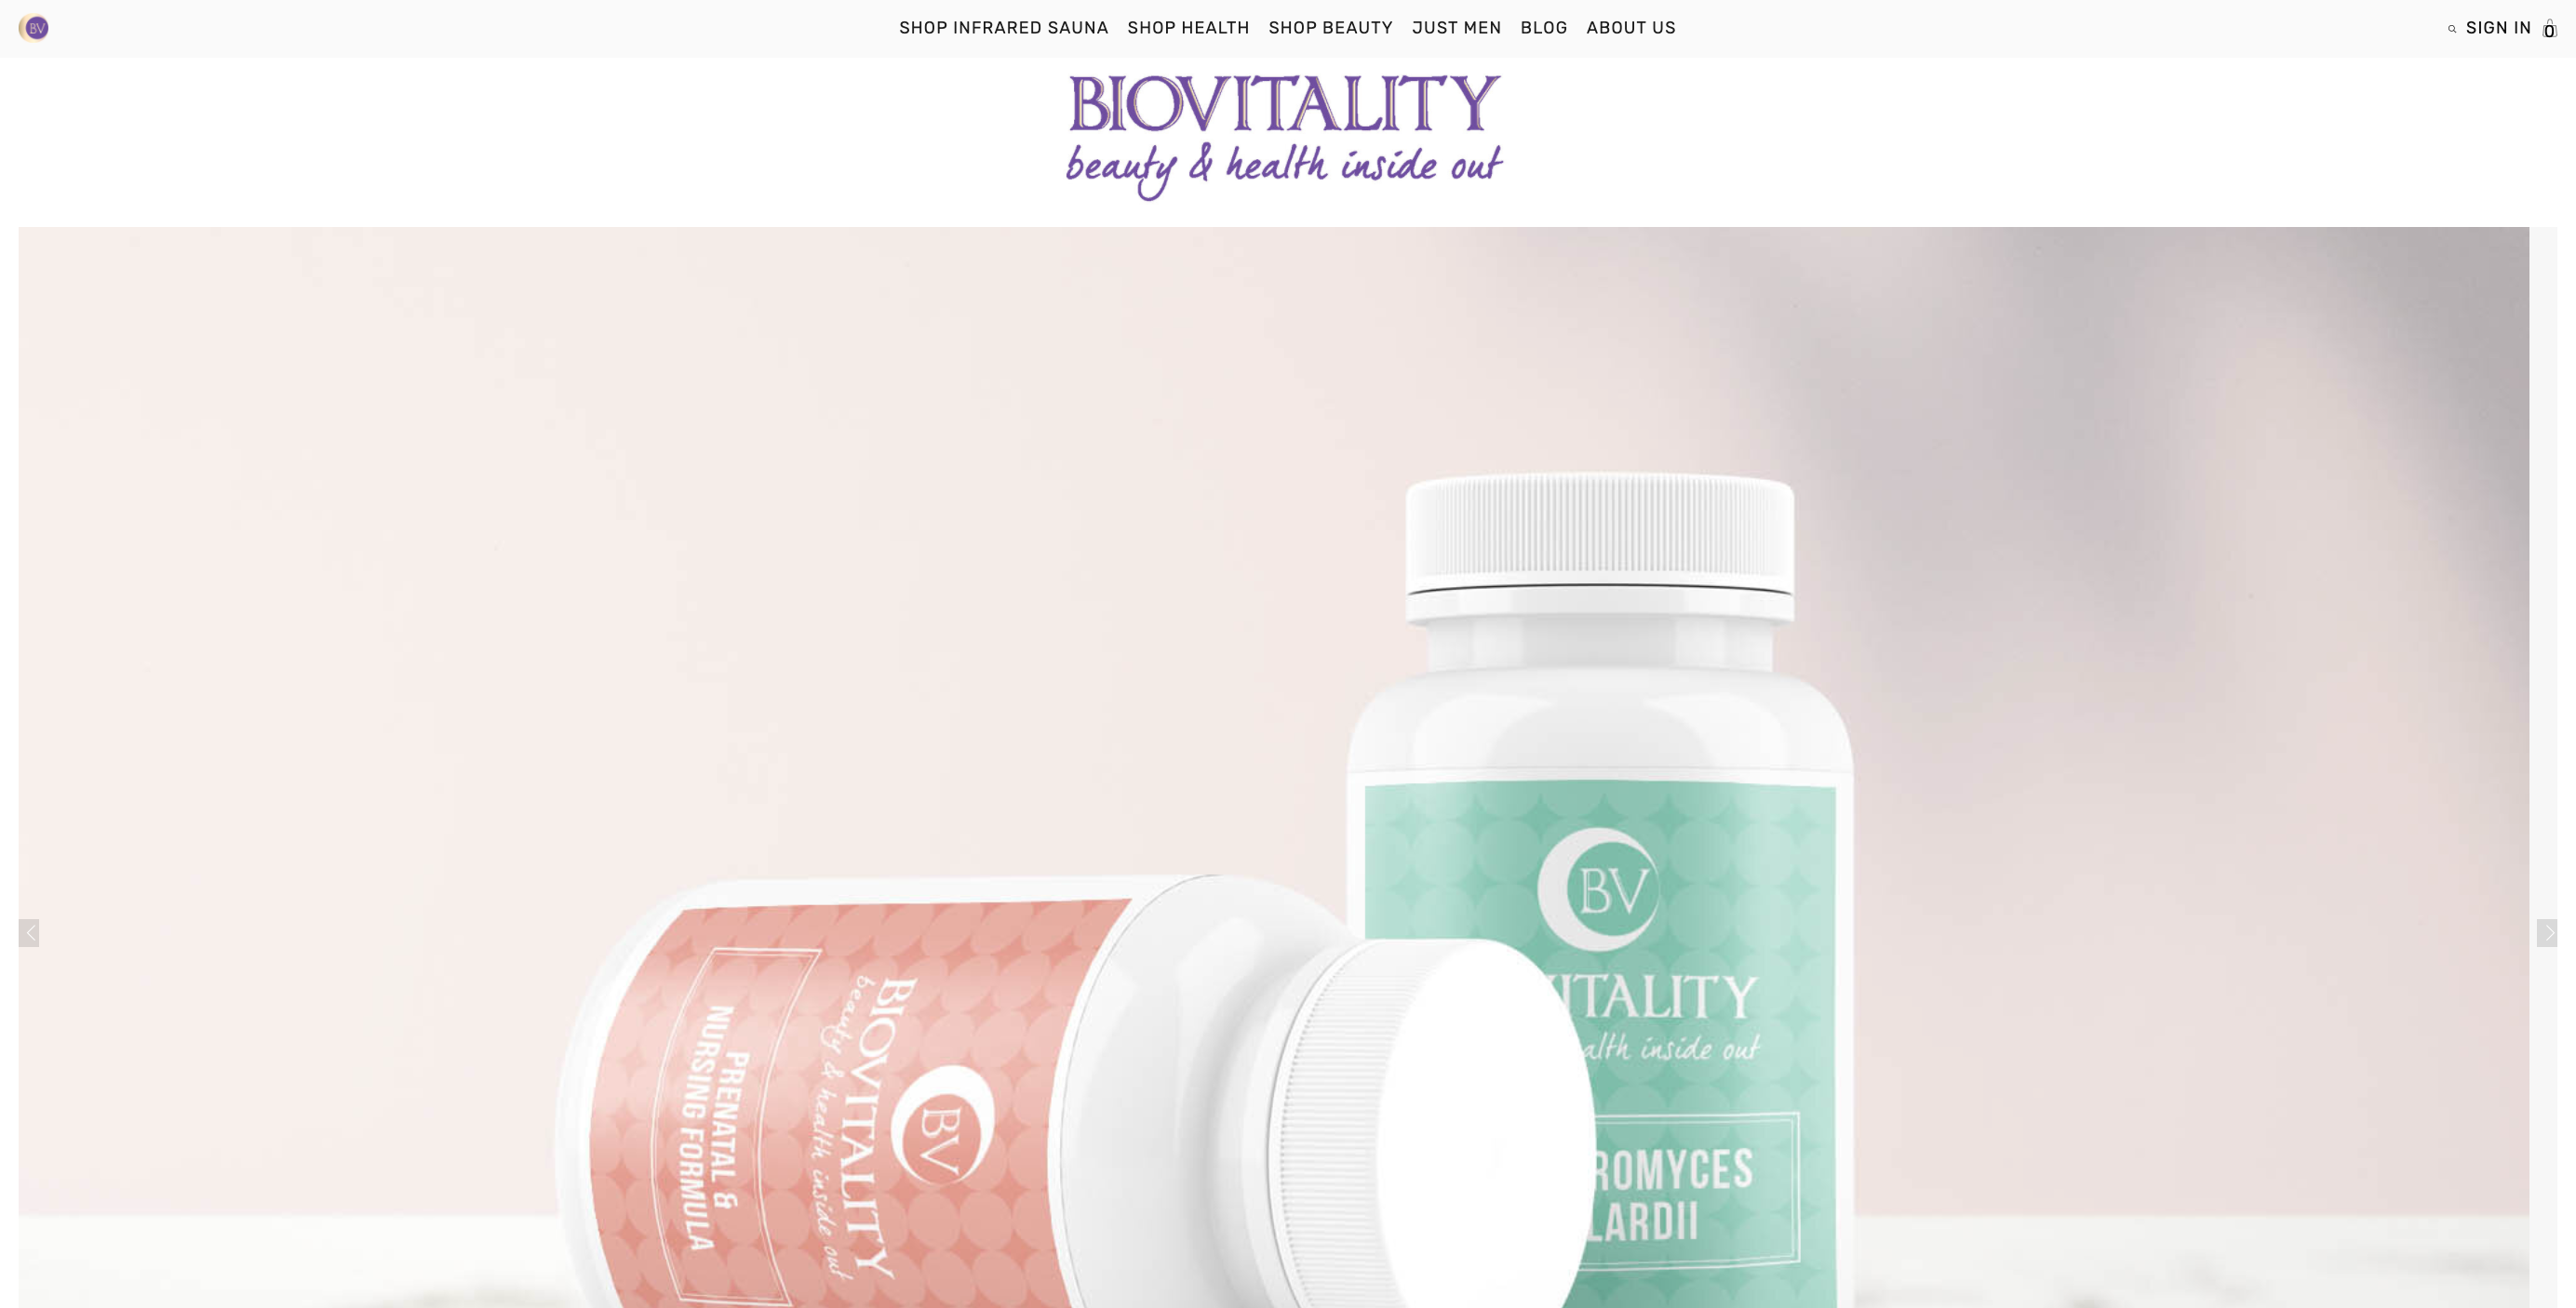 BV
SHOP INFRARED SAUNA SHOP HEALTH SHOP BEAUTY JUST MEN BLOG ABOUT US
SIGN IN 0
BIOVITALITY
beauty & health inside out
BV
VITALITY
alth inside out
ROMYCES
LARDII
BV
BIOVITALITY
beauty & health inside out
PRENATAL &
NURSING FORMULA